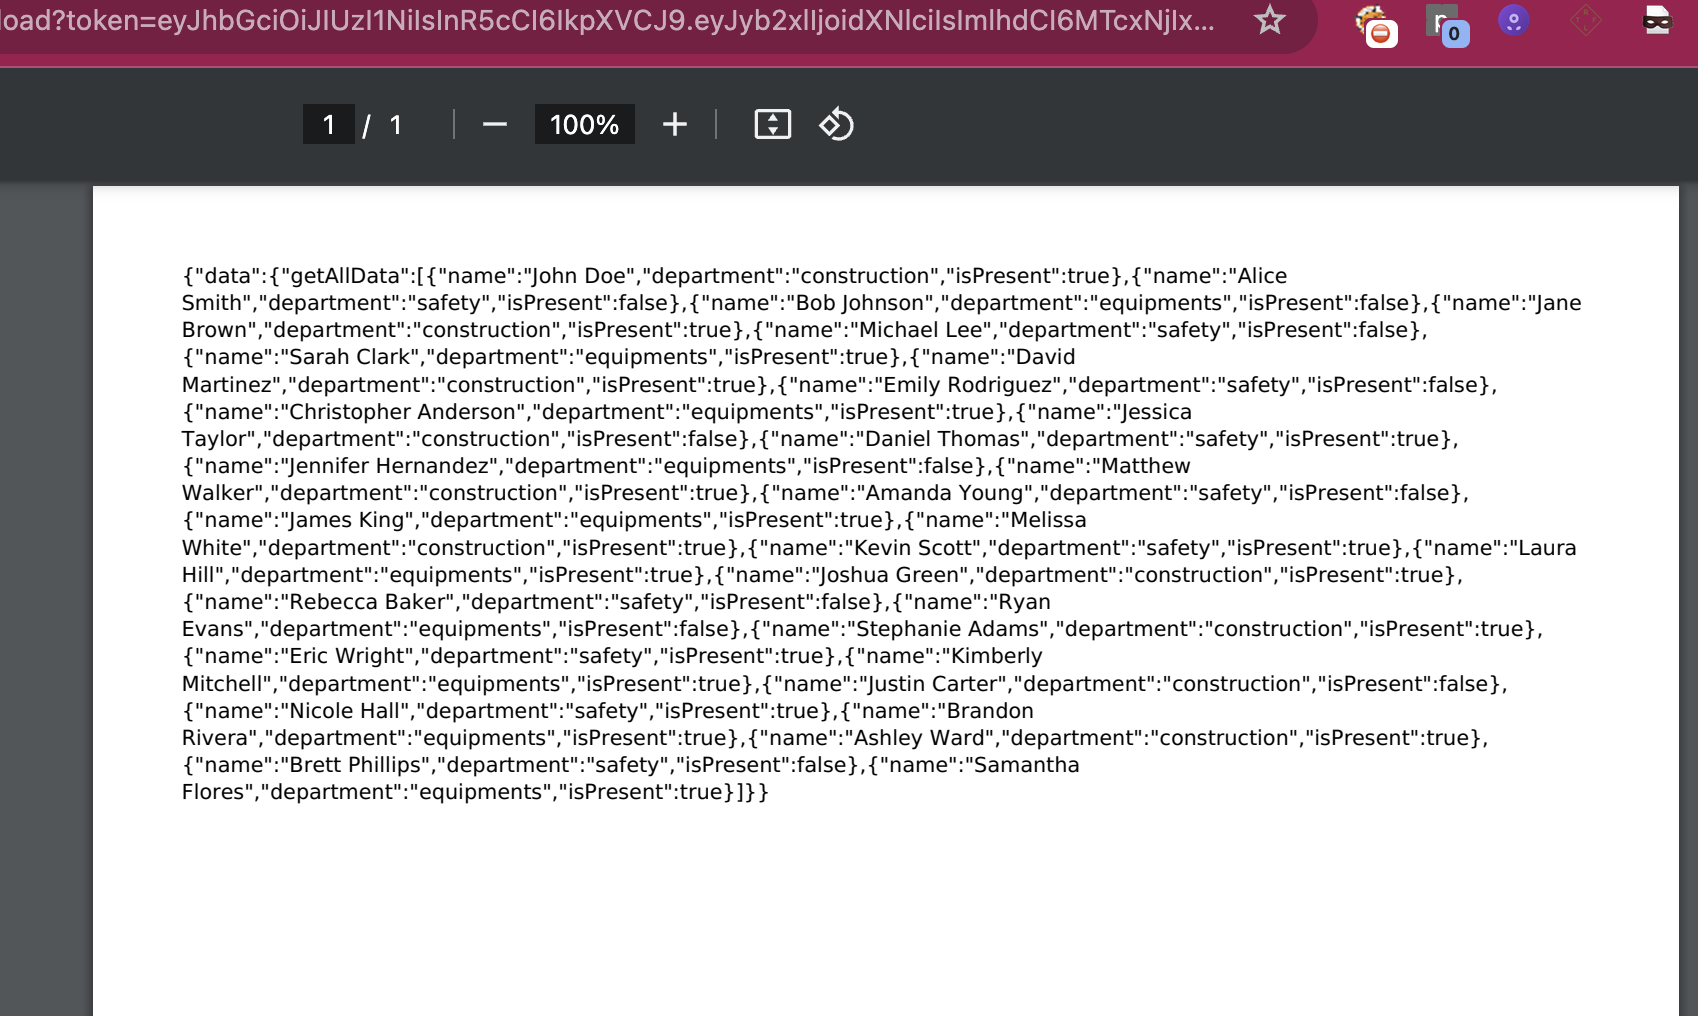 load?token=eyJhbGciOiJIUzI1NiIsInR5cCI6IkpXVCJ9.eyJyb2xlIjoidXNlciIsImlhdCI6MTcxNjIx...
0
1 / 1
100%
{"data":{"getAllData":[{"name":"John Doe","department":"construction","isPresent":true},{"name":"Alice
Smith","department":"safety","isPresent":false},{"name":"Bob Johnson","department":"equipments","isPresent":false},{"name":"Jane
Brown","department":"construction","isPresent":true},{"name":"Michael Lee","department":"safety","isPresent":false},
{"name":"Sarah Clark","department":"equipments","isPresent":true},{"name":"David
Martinez","department":"construction","isPresent":true},{"name":"Emily Rodriguez","department":"safety","isPresent":false},
{"name":"Christopher Anderson","department":"equipments","isPresent":true},{"name":"Jessica
Taylor","department":"construction","isPresent":false},{"name":"Daniel Thomas","department":"safety","isPresent":true},
{"name":"Jennifer Hernandez","department":"equipments","isPresent":false},{"name":"Matthew
Walker","department":"construction","isPresent":true},{"name":"Amanda Young","department":"safety","isPresent":false},
{"name":"James King","department":"equipments","isPresent":true},{"name":"Melissa
White","department":"construction","isPresent":true},{"name":"Kevin Scott","department":"safety","isPresent":true},{"name":"Laura
Hill","department":"equipments","isPresent":true},{"name":"Joshua Green","department":"construction","isPresent":true},
{"name":"Rebecca Baker","department":"safety","isPresent":false},{"name":"Ryan
Evans","department":"equipments","isPresent":false},{"name":"Stephanie Adams","department":"construction","isPresent":true},
{"name":"Eric Wright","department":"safety","isPresent":true},{"name":"Kimberly
Mitchell","department":"equipments","isPresent":true},{"name":"Justin Carter","department":"construction","isPresent":false},
{"name":"Nicole Hall","department":"safety","isPresent":true},{"name":"Brandon
Rivera","department":"equipments","isPresent":true},{"name":"Ashley Ward","department":"construction","isPresent":true},
{"name":"Brett Phillips","department":"safety","isPresent":false},{"name":"Samantha
Flores","department":"equipments","isPresent":true}]}}